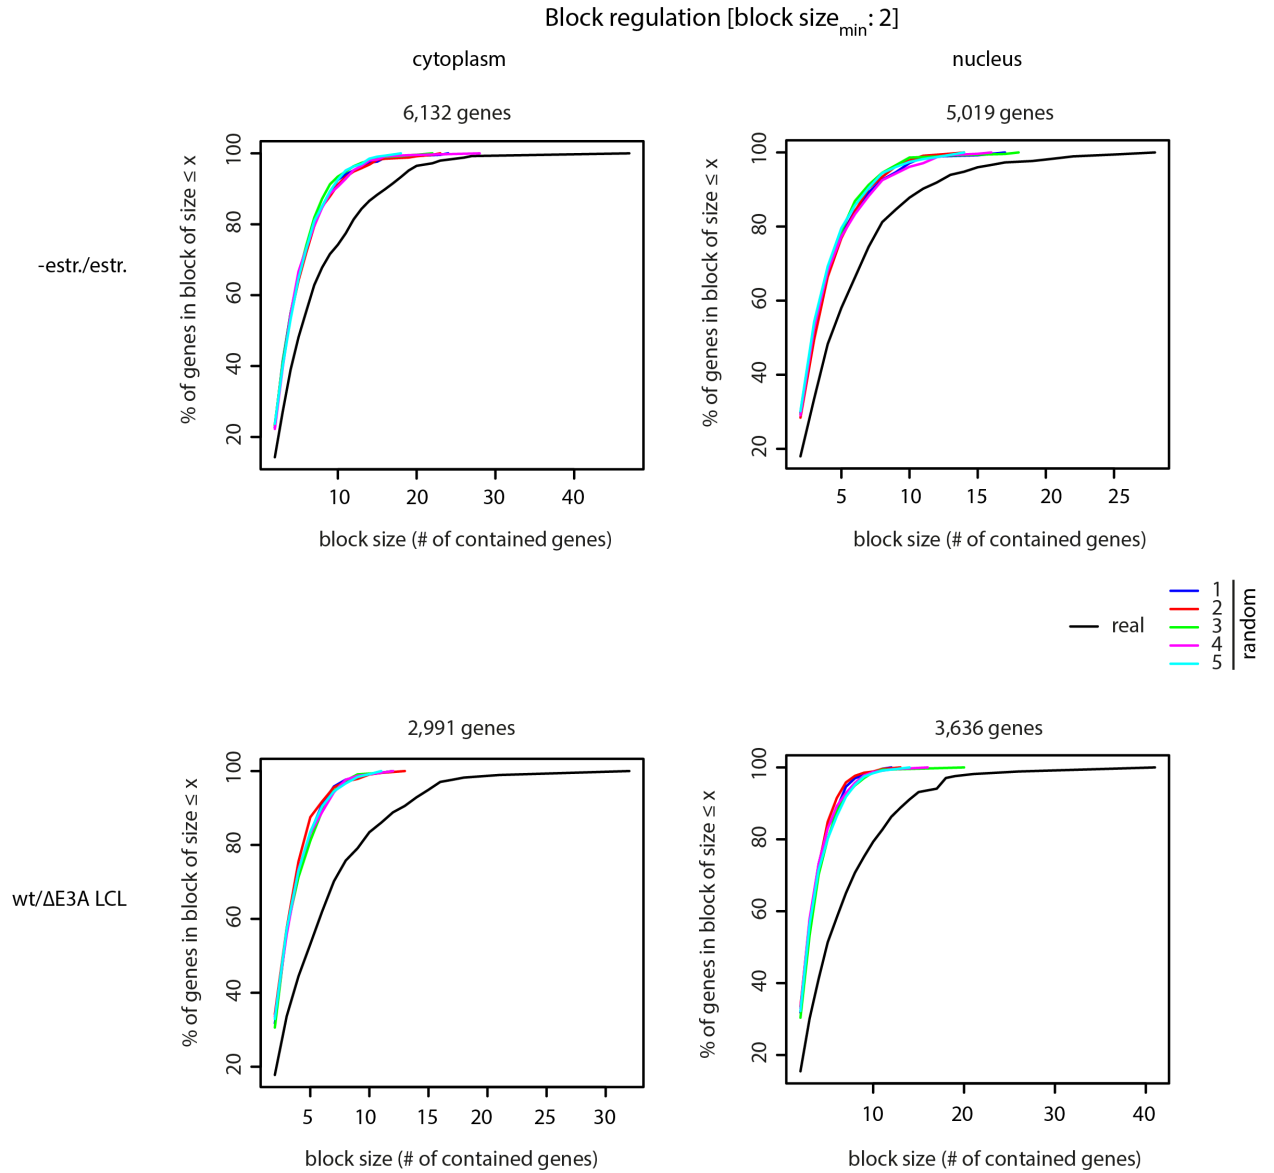 Block regulation [block sizemin: 2]
cytoplasm
nucleus
6,132 genes
5,019 genes
-estr./estr.
% of genes in block of size ≤ x
20
40
60
80
100
10
20
30
40
block size (# of contained genes)
% of genes in block of size ≤ x
20
40
60
80
100
5
10
15
20
25
block size (# of contained genes)
real
1
2
3
4
5
random
2,991 genes
3,636 genes
wt/ΔE3A LCL
% of genes in block of size ≤ x
20
40
60
80
100
5
10
15
20
25
30
block size (# of contained genes)
% of genes in block of size ≤ x
20
40
60
80
100
10
20
30
40
block size (# of contained genes)